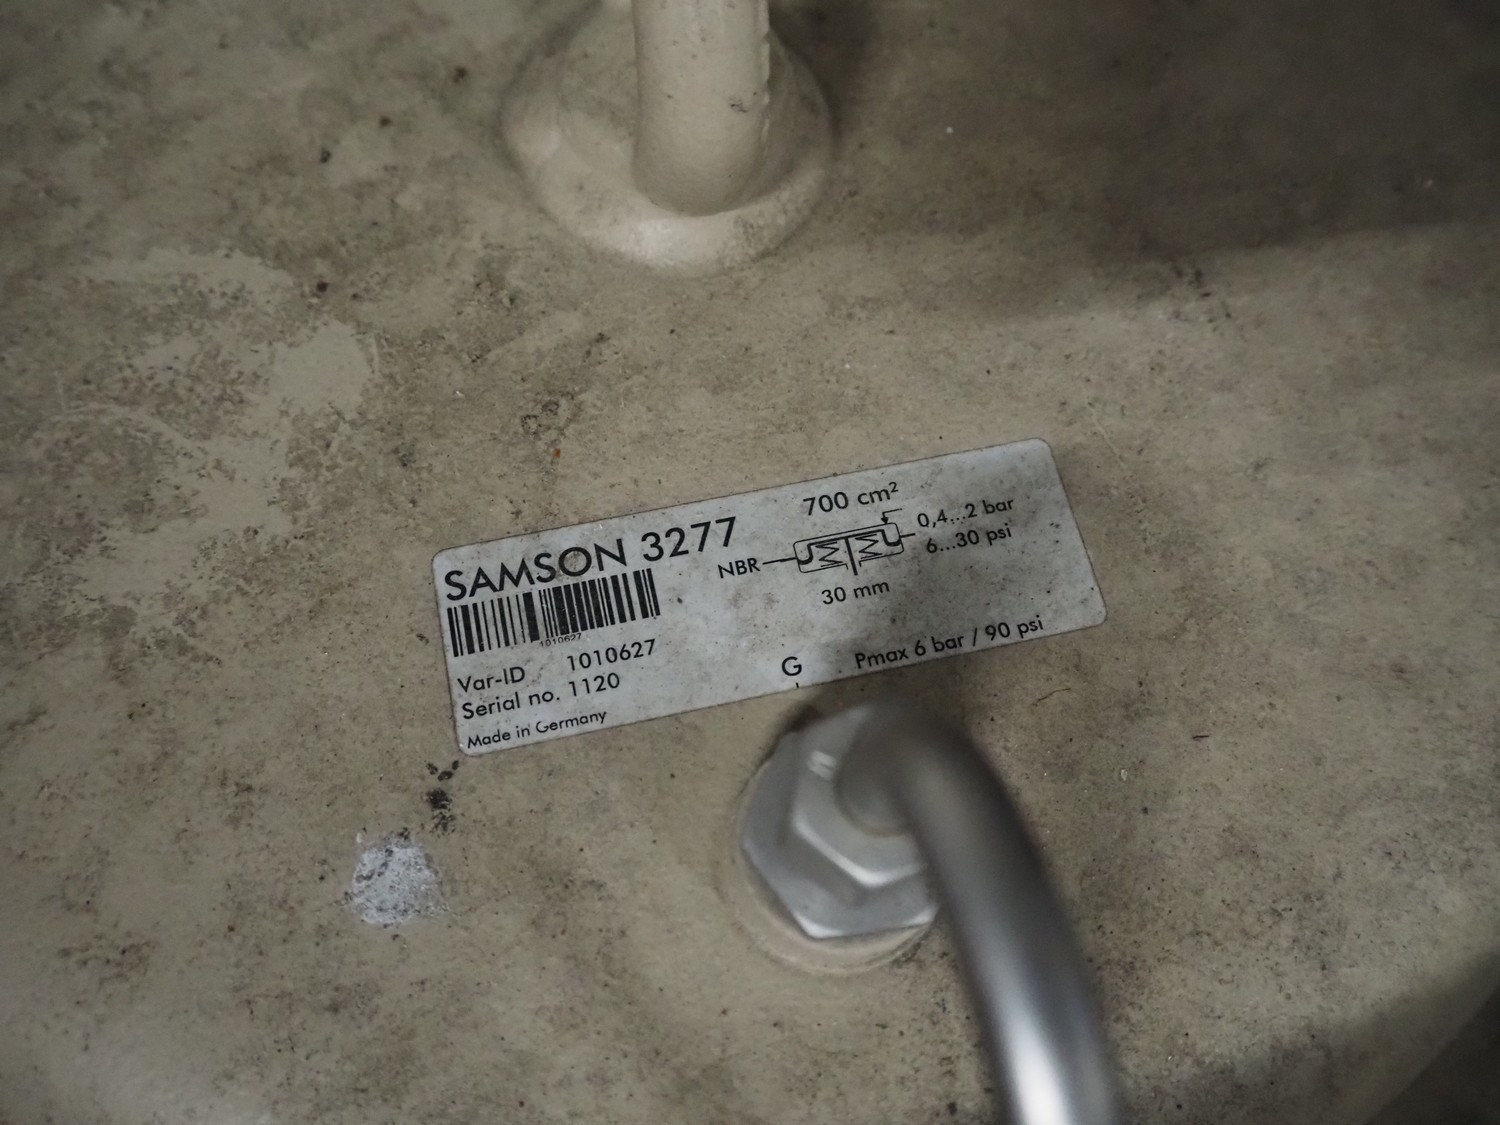 SAMSON 3277
1010627
Var-ID 1010627
Serial no. 1120
Made in Germany
700 cm²
NBR
0,4...2 bar
6...30 psi
30 mm
G
Pmax 6 bar / 90 psi